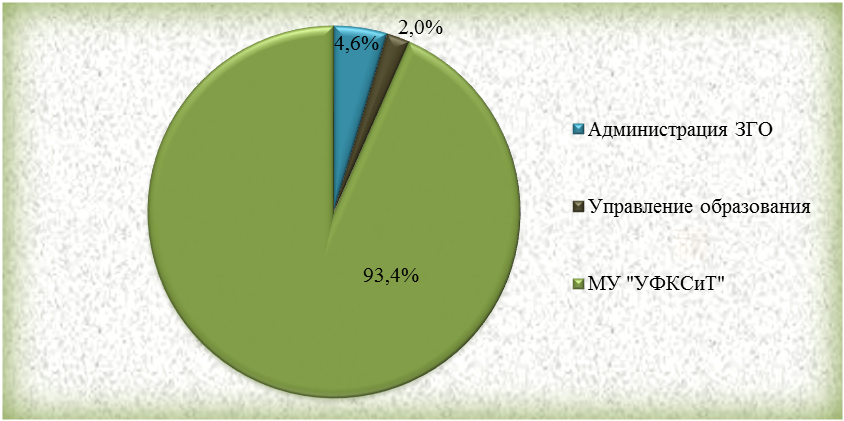 2,0%
4,6%
Администрация ЗГО
Управление образования
93,4%
МУ "УФКСиТ"